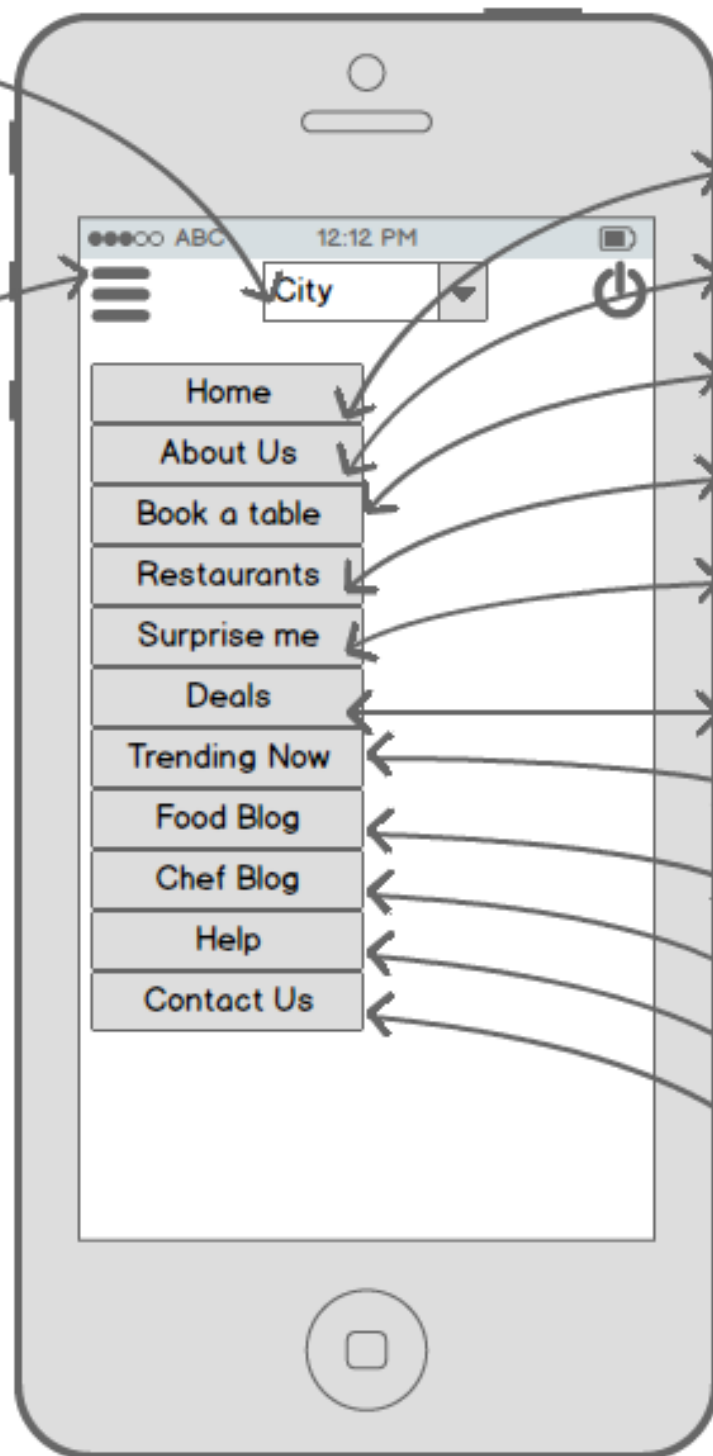 ABC 12:12 PM
City
Home
About Us
Book a table
Restaurants
Surprise me
Deals
Trending Now
Food Blog
Chef Blog
Help
Contact Us